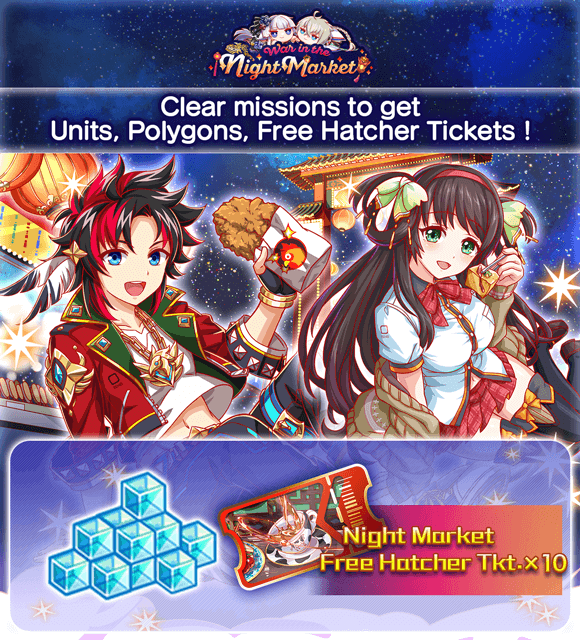 War in the
Night Market
Clear missions to get
Units, Polygons, Free Hatcher Tickets !
Night Market
Free Hatcher Tkt.×10